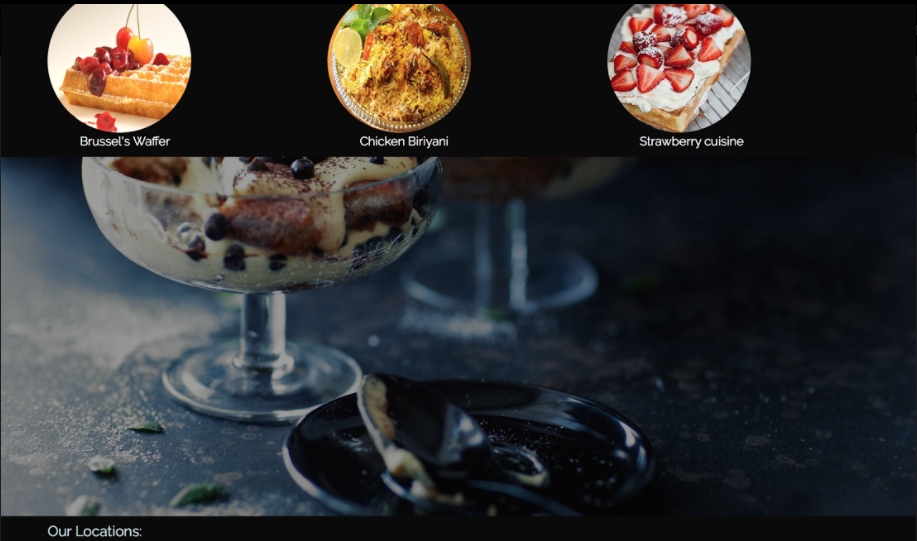 Brussel's Waffer
Chicken Biriyani
Strawberry cuisine
Our Locations: